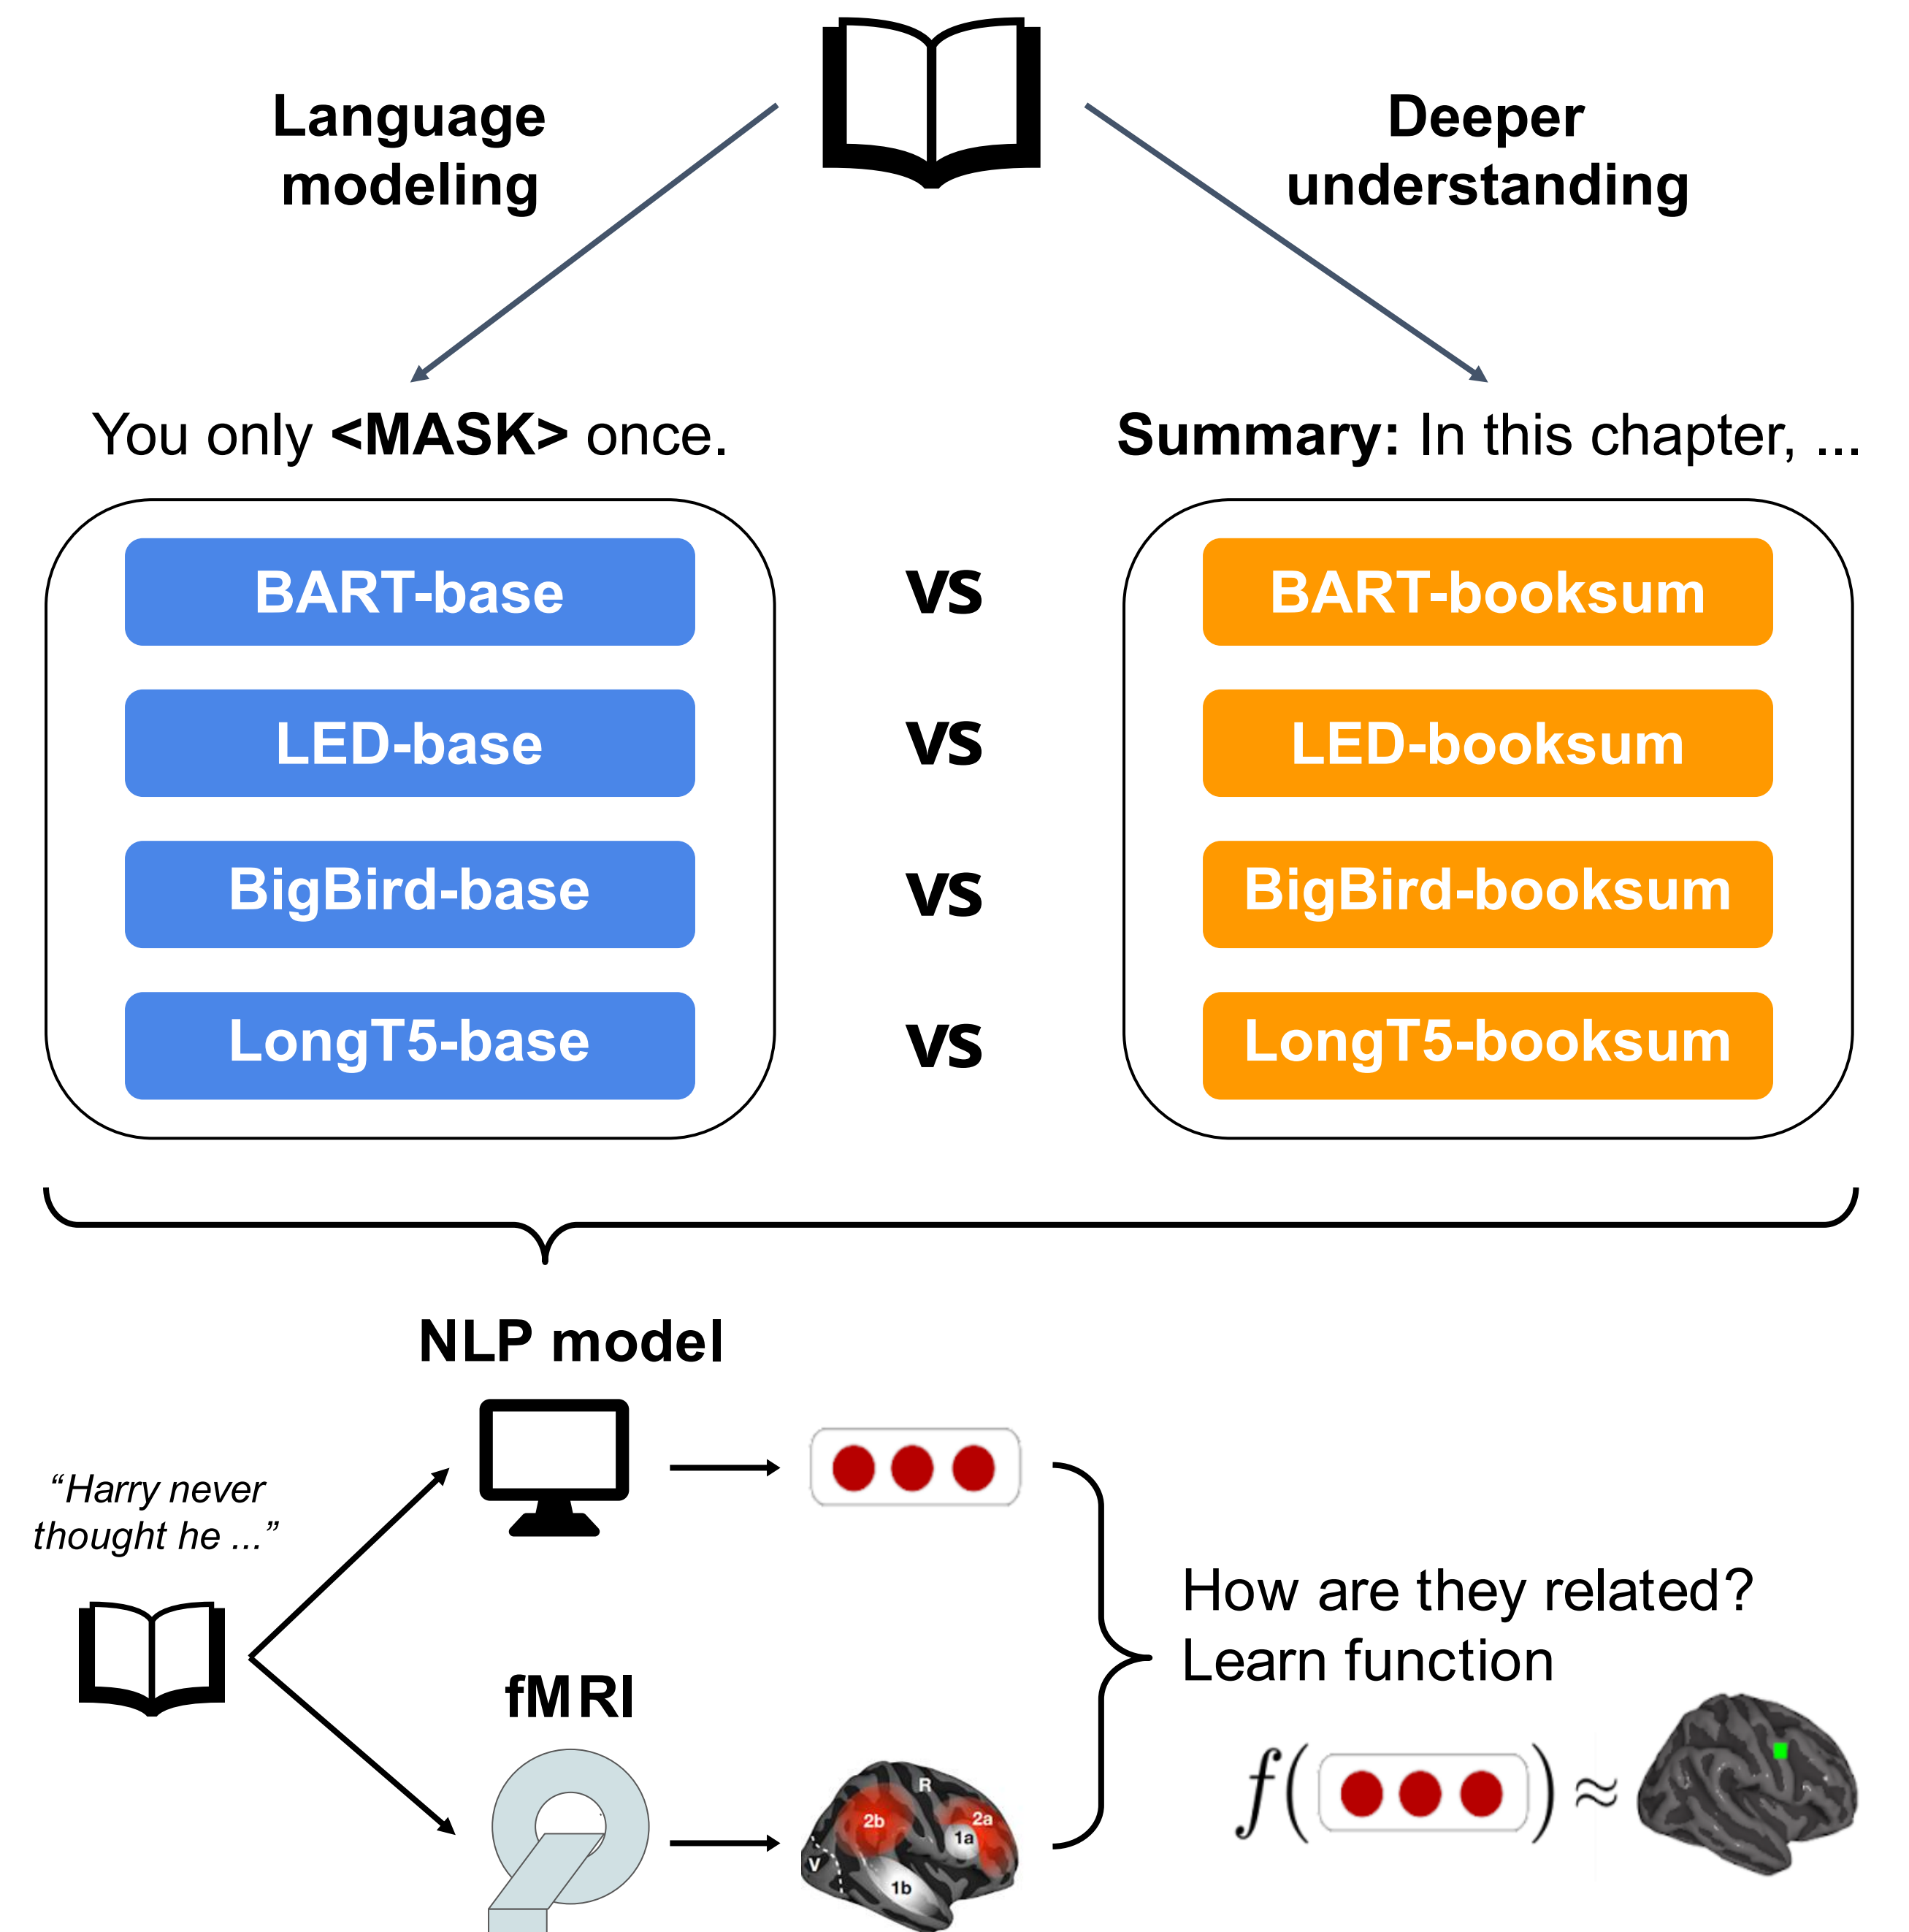 Language
modeling
Deeper
understanding
You only <MASK> once.
Summary: In this chapter, ...
BART-base
vs
BART-booksum
LED-base
vs
LED-booksum
BigBird-base
vs
BigBird-booksum
LongT5-base
vs
LongT5-booksum
NLP model
“Harry never
thought he ...”
fMRI
R
2b
2a
1a
V
1b
How are they related?
Learn function
f( ) ≈